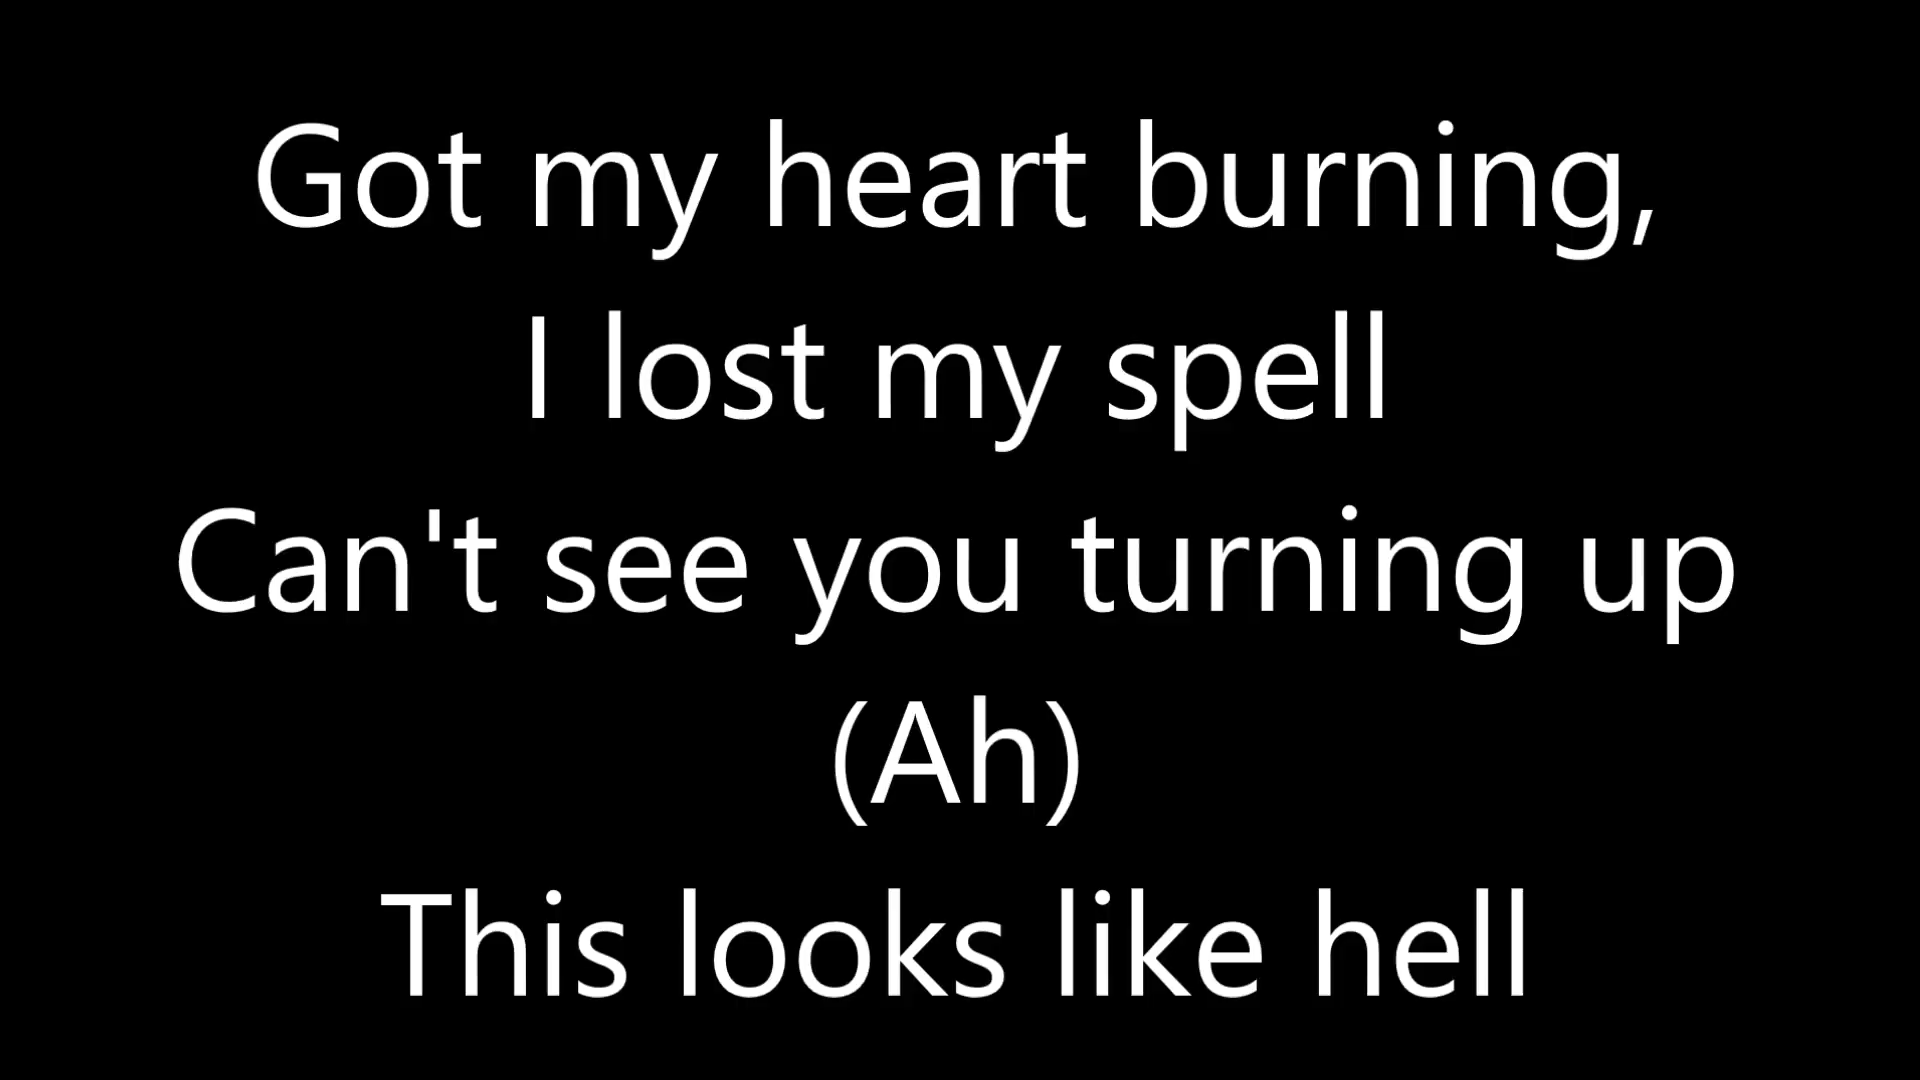 Got my heart burning,
I lost my spell
Can't see you turning up
(Ah)
This looks like hell